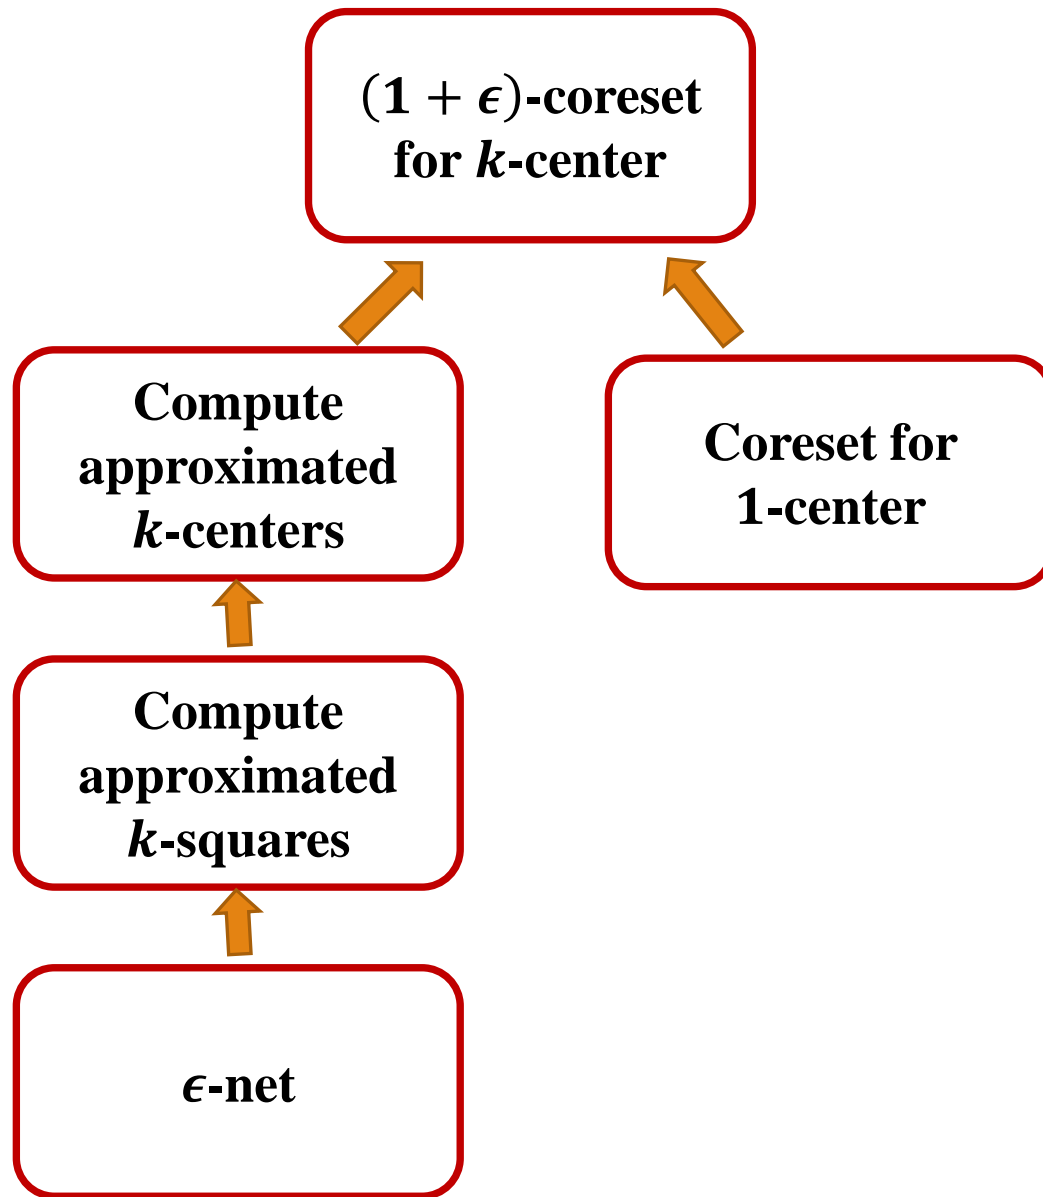 (1 + ϵ)-coreset
for k-center
Compute
approximated
k-centers
Coreset for
1-center
Compute
approximated
k-squares
ϵ-net